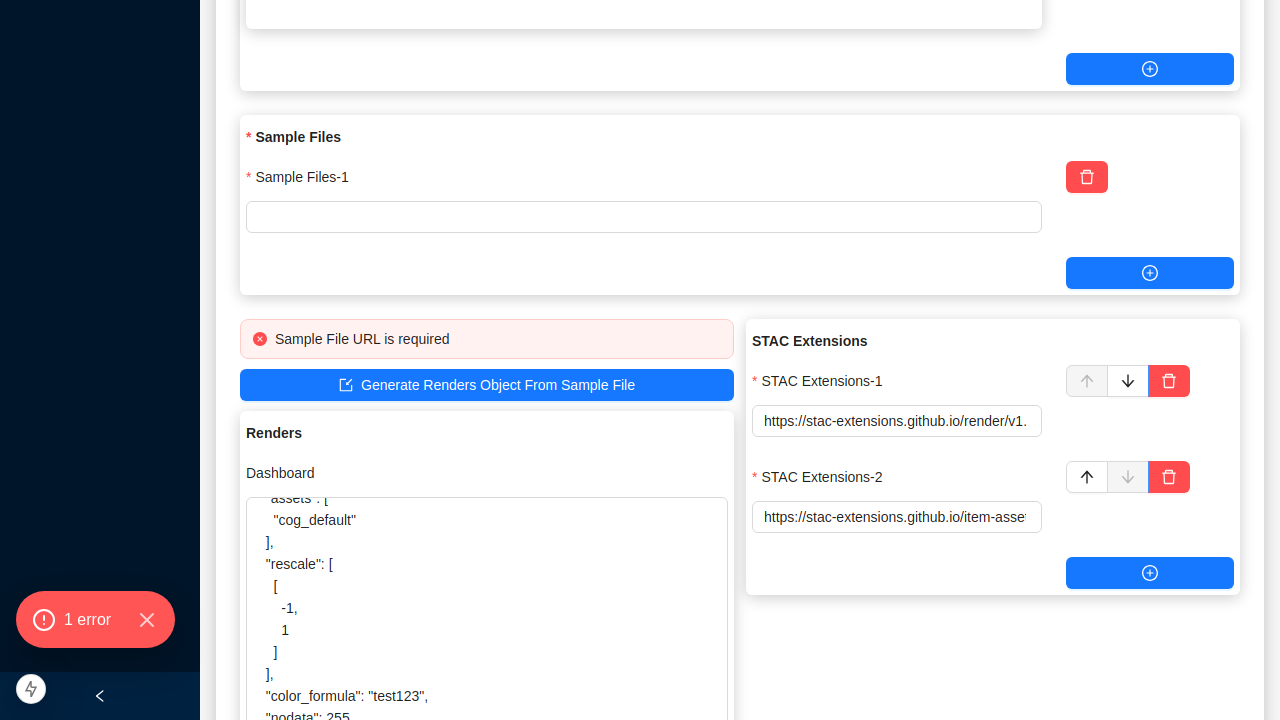 * Sample Files
* Sample Files-1
Sample File URL is required
Generate Renders Object From Sample File
Renders
Dashboard
"assets": [
"cog_default"
],
"rescale": [
[
-1,
1
]
],
"color_formula": "test123",
"nodata": 255,
STAC Extensions
* STAC Extensions-1
https://stac-extensions.github.io/render/v1.
* STAC Extensions-2
https://stac-extensions.github.io/item-asse
1 error